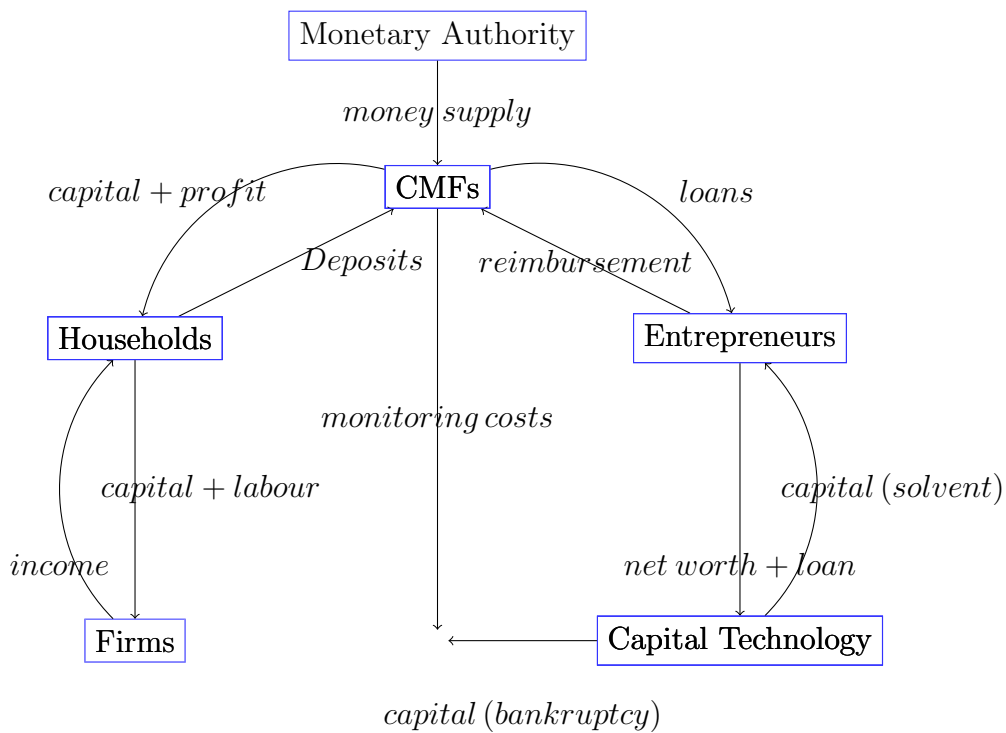 Monetary Authority
money supply
CMFs
capital + profit
loans
Deposits
reimbursement
Households
Entrepreneurs
monitoring costs
capital + labour
capital (solvent)
income
net worth + loan
Firms
Capital Technology
capital (bankruptcy)